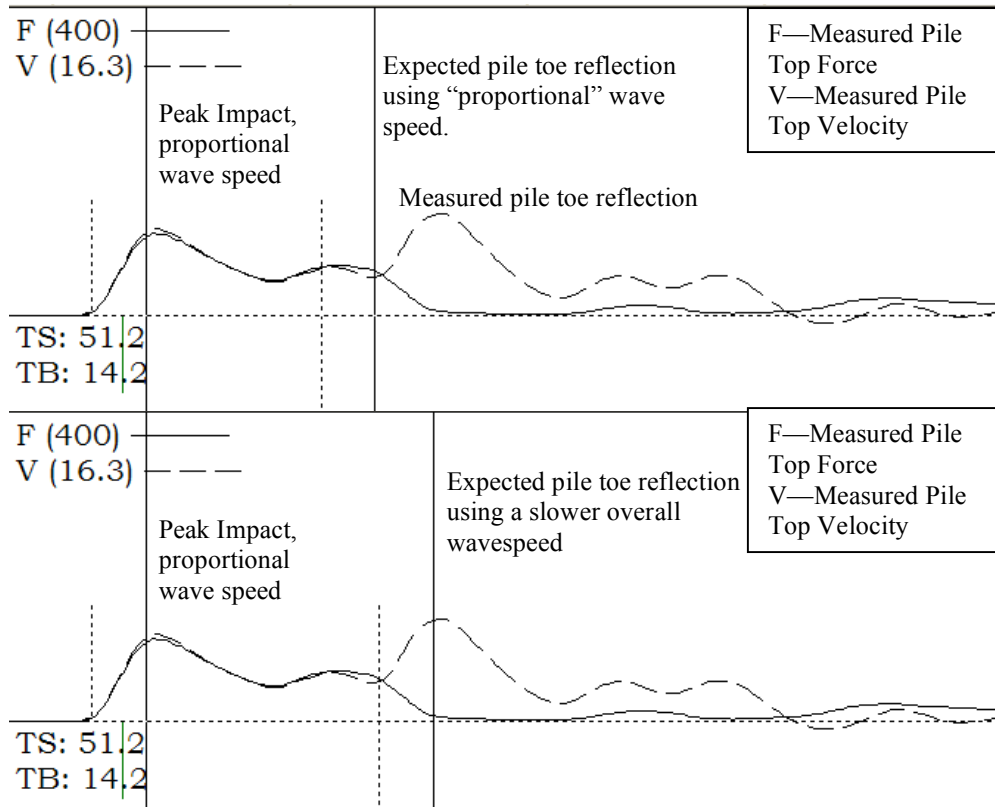 F (400)
V (16.3)
Peak Impact,
proportional
wave speed
Expected pile toe reflection
using “proportional” wave
speed.
Measured pile toe reflection
F—Measured Pile
Top Force
V—Measured Pile
Top Velocity
TS: 51.2
TB: 14.2
F (400)
V (16.3)
Peak Impact,
proportional
wave speed
Expected pile toe reflection
using a slower overall
wavespeed
F—Measured Pile
Top Force
V—Measured Pile
Top Velocity
TS: 51.2
TB: 14.2